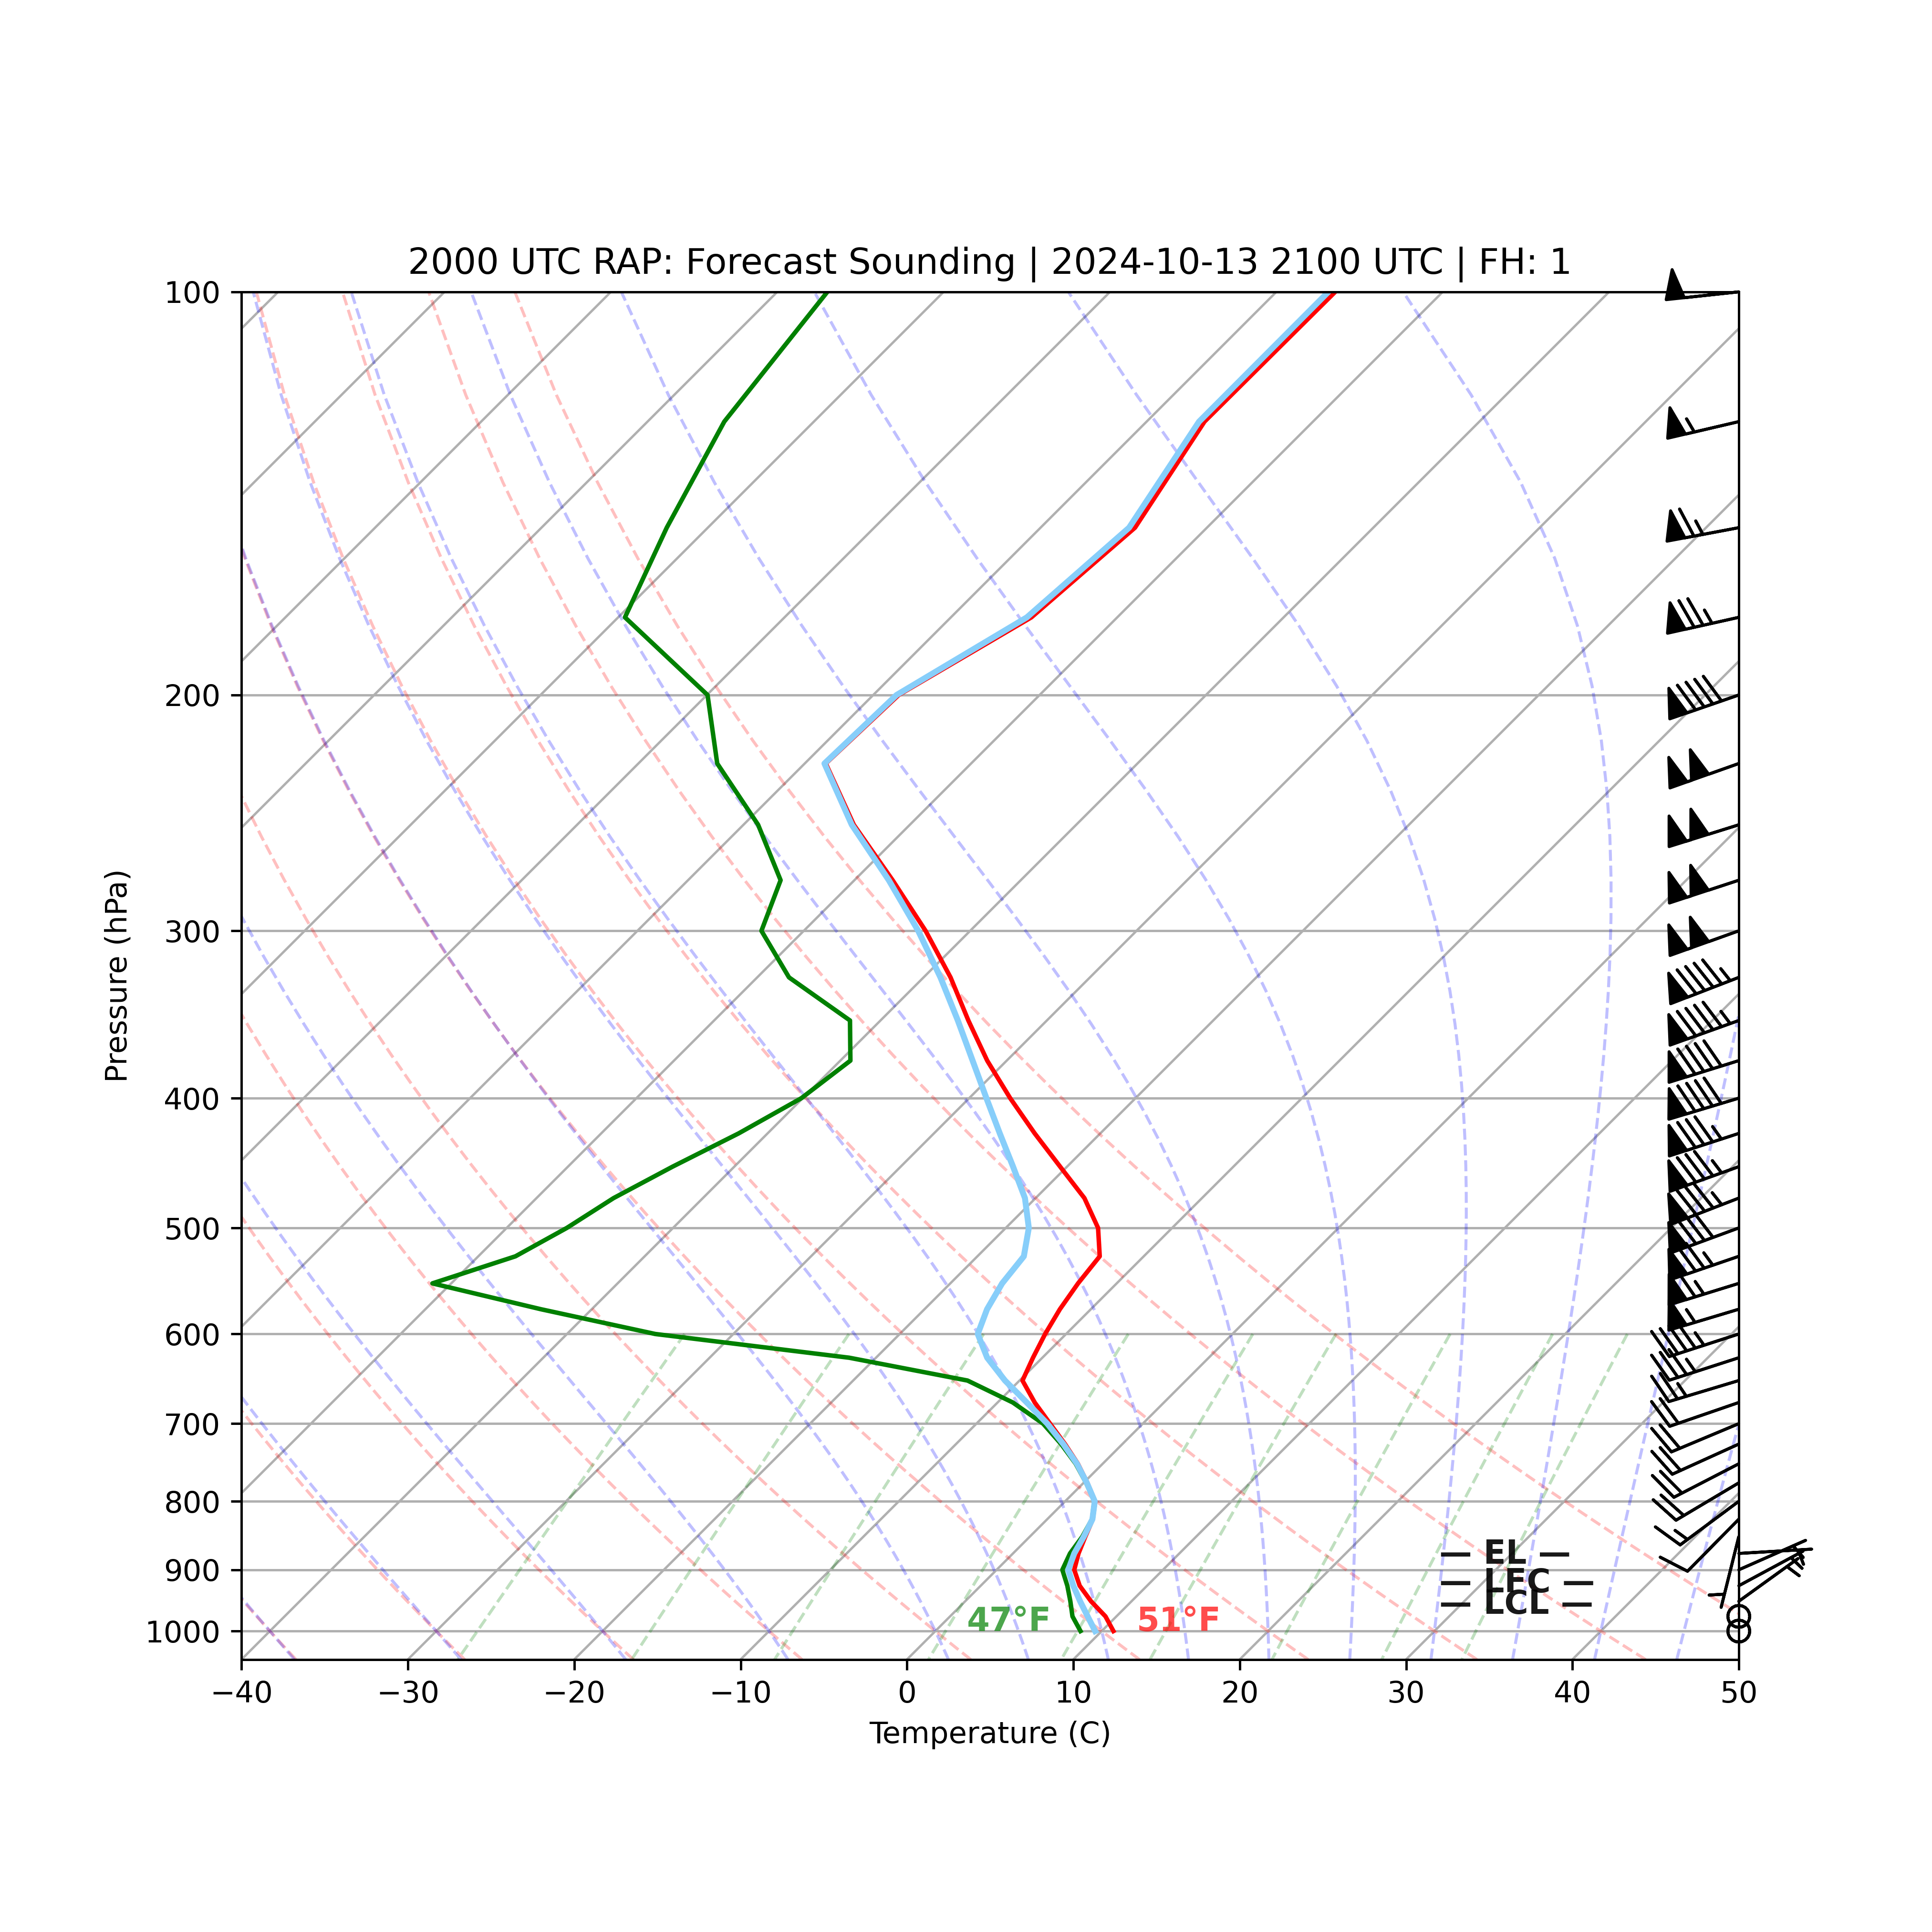 2000 UTC RAP: Forecast Sounding | 2024-10-13 2100 UTC | FH: 1
100
200
300
400
500
600
700
800
900
1000
Pressure (hPa)
— EL —
— LFC —
— LCL —
47°F
51°F
−40
−30
−20
−10
0
10
20
30
40
50
Temperature (C)